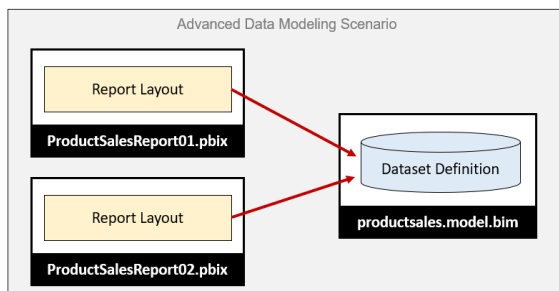 Advanced Data Modeling Scenario
Report Layout
ProductSalesReport01.pbix
Report Layout
ProductSalesReport02.pbix
Dataset Definition
productsales.model.bim